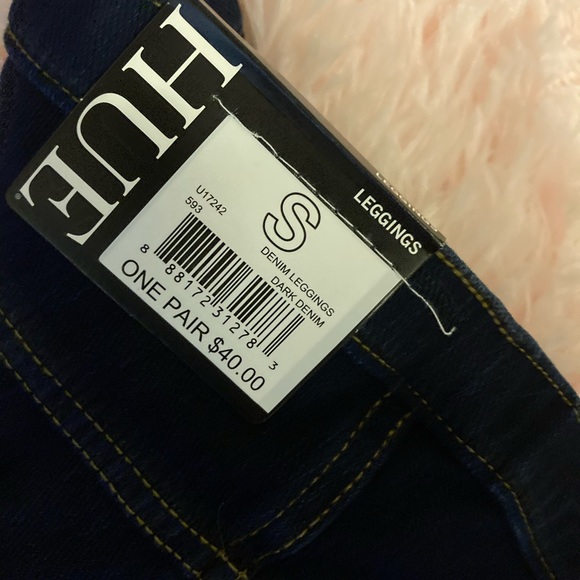 HUE
LEGGINGS
U17242
593
S
DENIM LEGGINGS
DARK DENIM
8 88172 31278 3
ONE PAIR $40.00